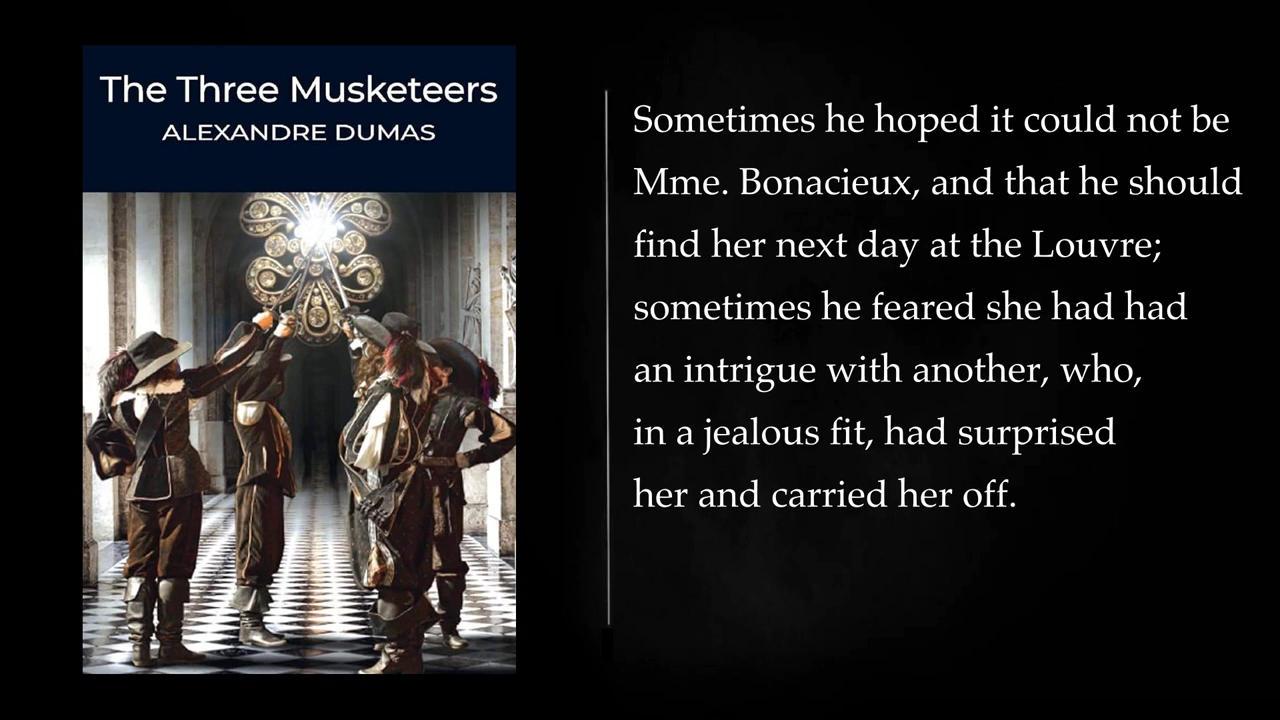 The Three Musketeers
ALEXANDRE DUMAS
Sometimes he hoped it could not be
Mme. Bonacieux, and that he should
find her next day at the Louvre;
sometimes he feared she had had
an intrigue with another, who,
in a jealous fit, had surprised
her and carried her off.